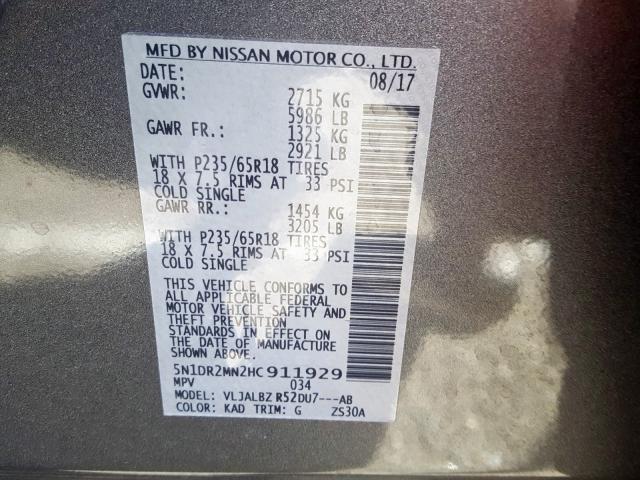 MFD BY NISSAN MOTOR CO., LTD.
DATE: 08/17
GVWR: 2715 KG
5986 LB
GAWR FR.: 1325 KG
2921 LB
WITH P235/65R18 TIRES
18 X 7.5 RIMS AT 33 PSI
COLD SINGLE
GAWR RR.: 1454 KG
3205 LB
WITH P235/65R18 TIRES
18 X 7.5 RIMS AT 33 PSI
COLD SINGLE
THIS VEHICLE CONFORMS TO
ALL APPLICABLE FEDERAL
MOTOR VEHICLE SAFETY AND
THEFT PREVENTION
STANDARDS IN EFFECT ON
THE DATE OF MANUFACTURE
SHOWN ABOVE.
5N1DR2MN2HC911929
MPV 034
MODEL: VLJALBZ R52DU7---AB
COLOR: KAD TRIM: G ZS30A